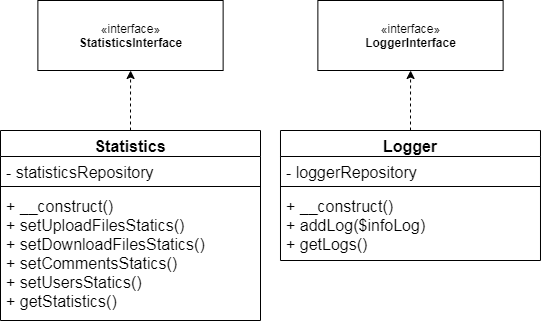 «interface»
StatisticsInterface
«interface»
LoggerInterface
Statistics
- statisticsRepository
+ __construct()
+ setUploadFilesStatics()
+ setDownloadFilesStatics()
+ setCommentsStatics()
+ setUsersStatics()
+ getStatistics()
Logger
- loggerRepository
+ __construct()
+ addLog($infoLog)
+ getLogs()